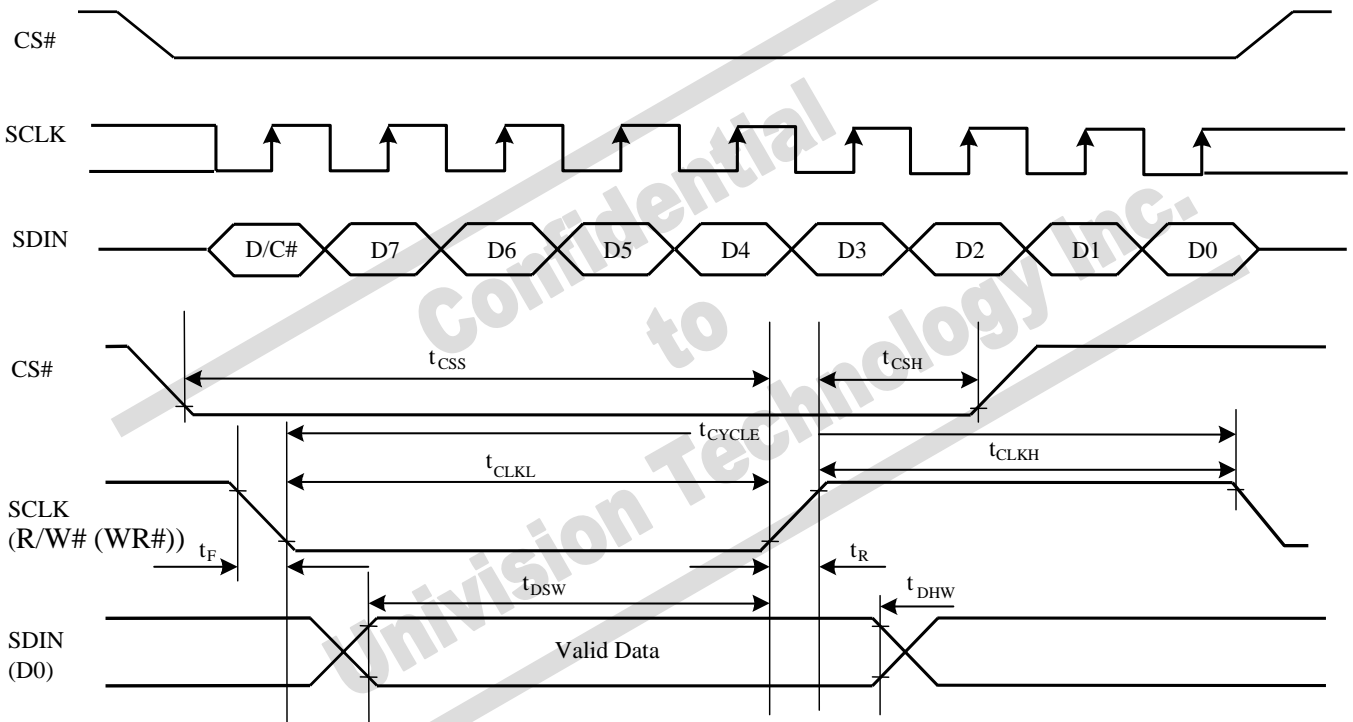 CS#
SCLK
SDIN D/C# D7 D6 D5 D4 D3 D2 D1 D0
CS# tCSS tCSH
tCYCLE
tCLKL tCLKH
SCLK
(R/W# (WR#))
tF tR
tDSW tDHW
SDIN
(D0)
Valid Data
Confidential
to
Univision Technology Inc.